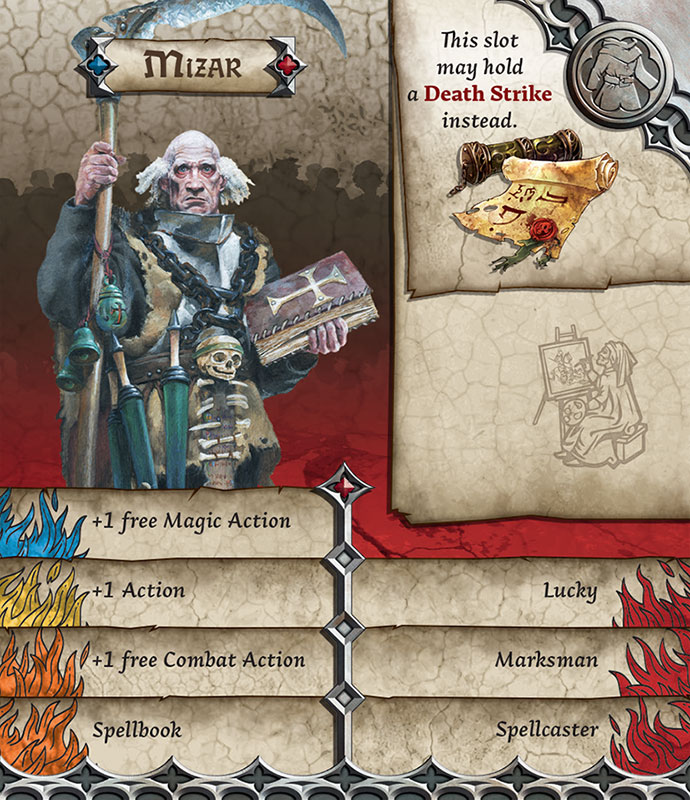 Mizar
This slot
may hold
a Death Strike
instead.
+1 free Magic Action
+1 Action
Lucky
+1 free Combat Action
Marksman
Spellbook
Spellcaster